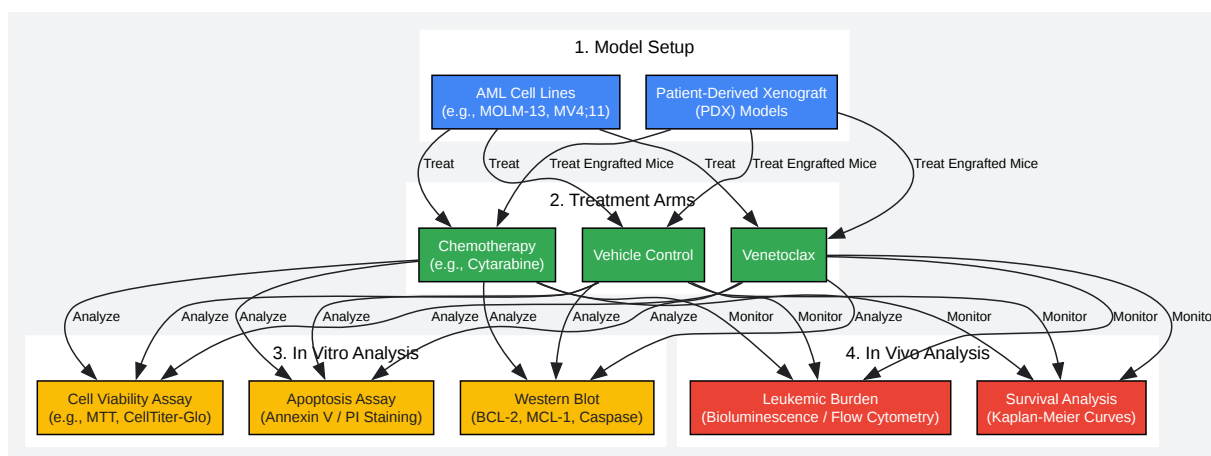 1. Model Setup
AML Cell Lines
(e.g., MOLM-13, MV4;11)
Patient-Derived Xenograft
(PDX) Models
Treat
Treat
Treat Engrafted Mice
Treat
Treat Engrafted Mice
Treat Engrafted Mice
2. Treatment Arms
Chemotherapy
(e.g., Cytarabine)
Vehicle Control
Venetoclax
Analyze
Analyze
Analyze
Analyze
Analyze
Analyze
Analyze
Analyze
Analyze
Monitor
Monitor
Monitor
Monitor
Monitor
Monito
3. In Vitro Analysis
4. In Vivo Analysis
Cell Viability Assay
(e.g., MTT, CellTiter-Glo)
Apoptosis Assay
(Annexin V / PI Staining)
Western Blot
(BCL-2, MCL-1, Caspase)
Leukemic Burden
(Bioluminescence / Flow Cytometry)
Survival Analysis
(Kaplan-Meier Curves)